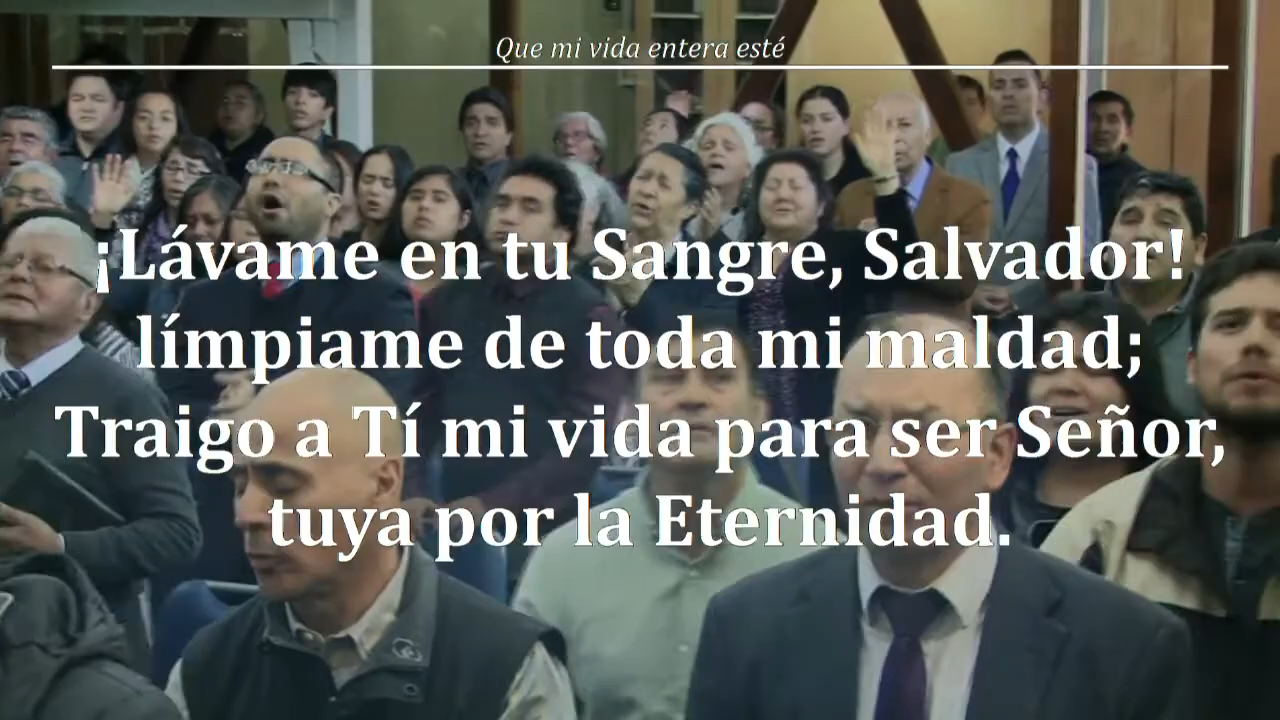 Que mi vida entera esté
¡Lávame en tu Sangre, Salvador!
límpiame de toda mi maldad;
Traigo a Tí mi vida para ser Señor,
tuya por la Eternidad.